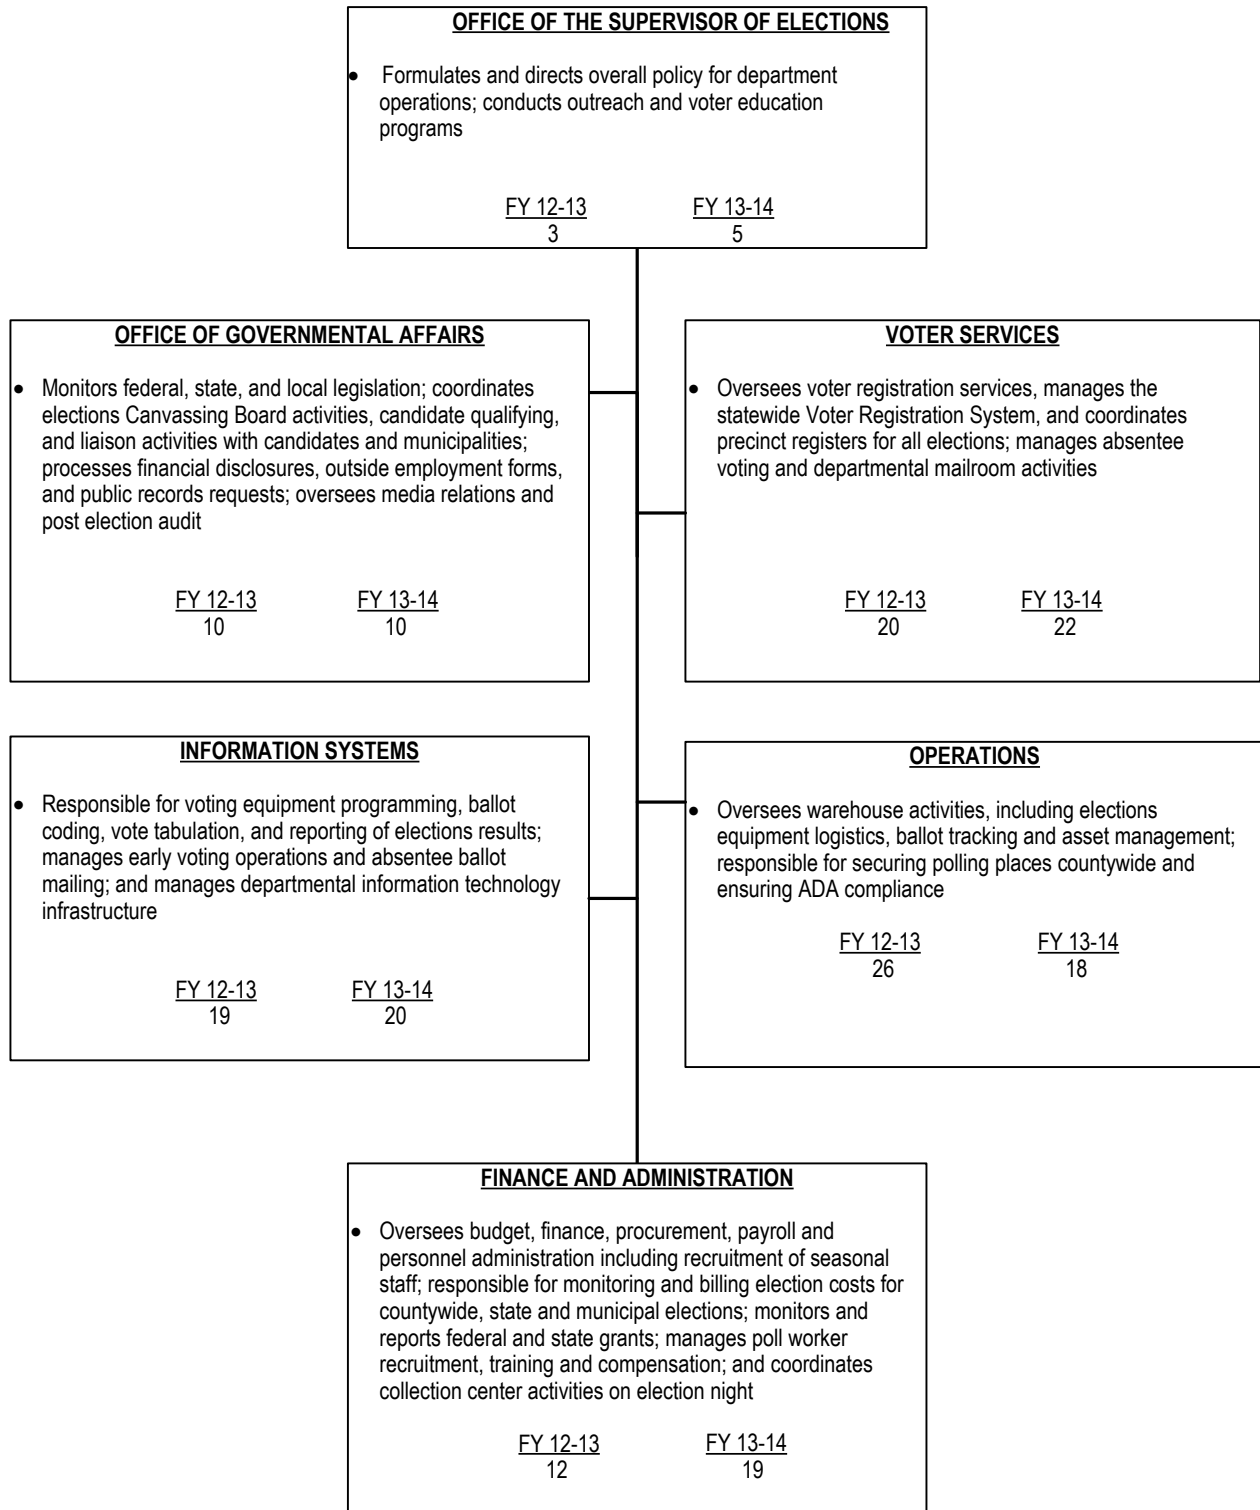 OFFICE OF THE SUPERVISOR OF ELECTIONS
• Formulates and directs overall policy for department
operations; conducts outreach and voter education
programs
FY 12-13 FY 13-14
3 5
OFFICE OF GOVERNMENTAL AFFAIRS
• Monitors federal, state, and local legislation; coordinates
elections Canvassing Board activities, candidate qualifying,
and liaison activities with candidates and municipalities;
processes financial disclosures, outside employment forms,
and public records requests; oversees media relations and
post election audit
FY 12-13 FY 13-14
10 10
VOTER SERVICES
• Oversees voter registration services, manages the
statewide Voter Registration System, and coordinates
precinct registers for all elections; manages absentee
voting and departmental mailroom activities
FY 12-13 FY 13-14
20 22
INFORMATION SYSTEMS
• Responsible for voting equipment programming, ballot
coding, vote tabulation, and reporting of elections results;
manages early voting operations and absentee ballot
mailing; and manages departmental information technology
infrastructure
FY 12-13 FY 13-14
19 20
OPERATIONS
• Oversees warehouse activities, including elections
equipment logistics, ballot tracking and asset management;
responsible for securing polling places countywide and
ensuring ADA compliance
FY 12-13 FY 13-14
26 18
FINANCE AND ADMINISTRATION
• Oversees budget, finance, procurement, payroll and
personnel administration including recruitment of seasonal
staff; responsible for monitoring and billing election costs for
countywide, state and municipal elections; monitors and
reports federal and state grants; manages poll worker
recruitment, training and compensation; and coordinates
collection center activities on election night
FY 12-13 FY 13-14
12 19